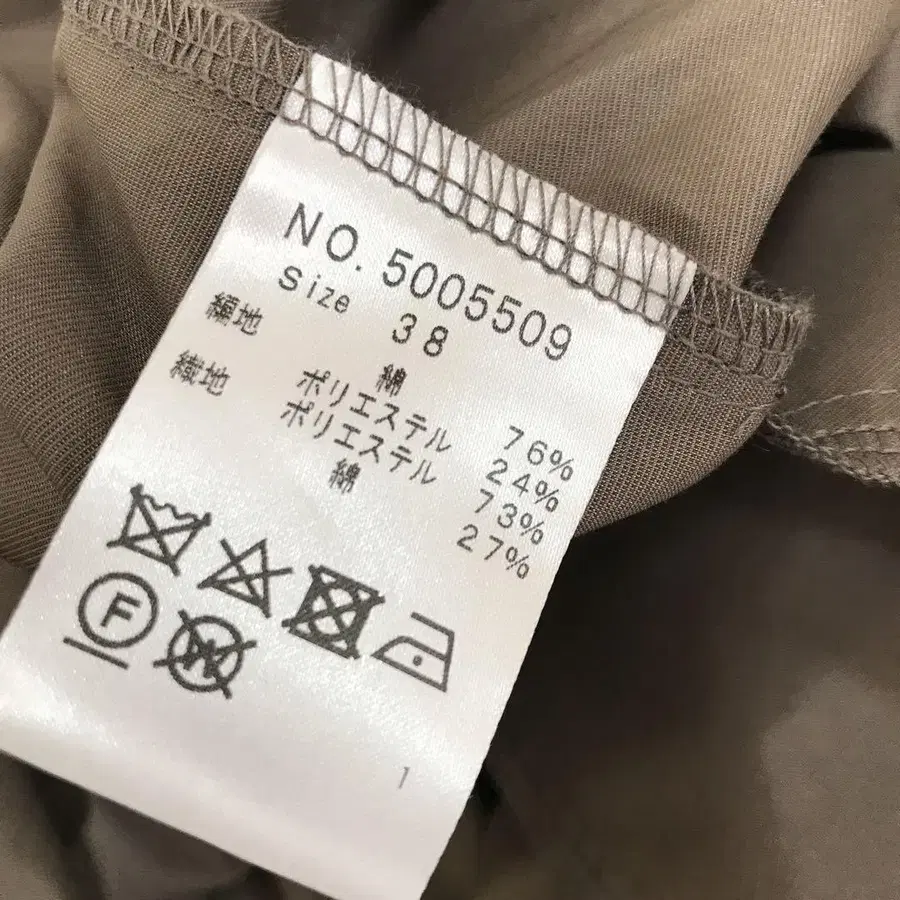 NO. 5005509
Size 38
編地 綿 76%
ポリエステル 24%
織地 ポリエステル 73%
綿 27%
F
W
1